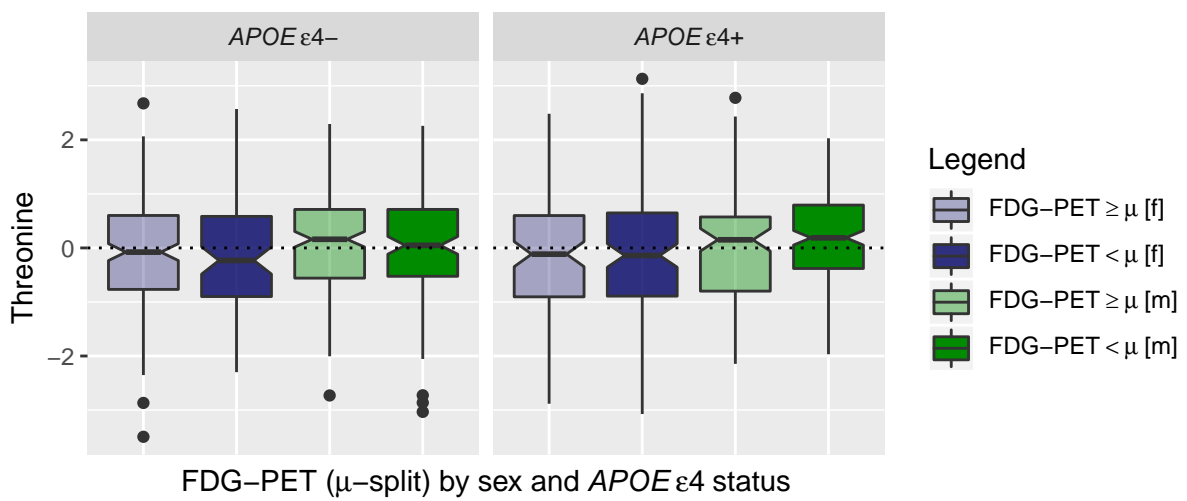 APOE ε4− APOE ε4+
2
0
−2
Threonine
FDG−PET (μ−split) by sex and APOE ε4 status
Legend
FDG−PET ≥ μ [f]
FDG−PET < μ [f]
FDG−PET ≥ μ [m]
FDG−PET < μ [m]